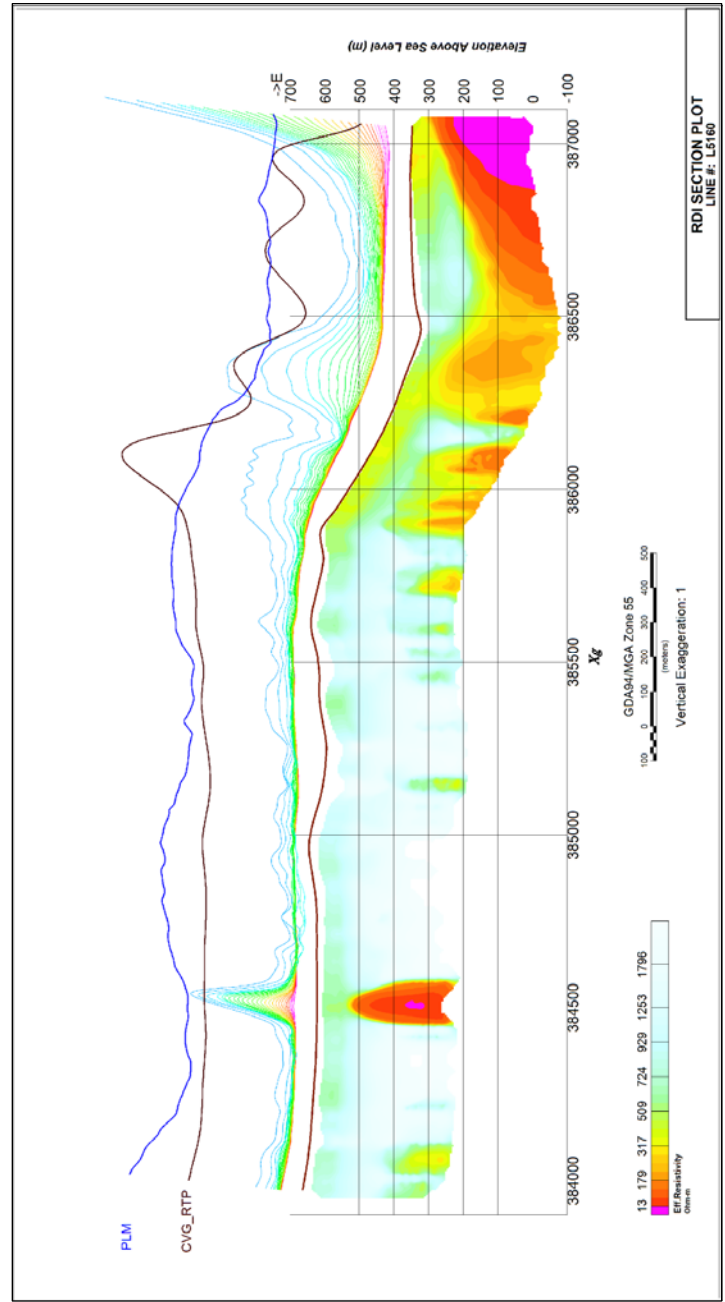 PLM
CVG_RTP
->E
700
600
500
400
300
200
100
0
-100
Elevation Above Sea Level (m)
384000
384500
385000
385500
386000
386500
387000
Xg
13 179 317 509 724 929 1253 1796
Eff.Resistivity
Ohm-m
GDA94/MGA Zone 55
100 0 100 200 300 400 500
(meters)
Vertical Exaggeration: 1
RDI SECTION PLOT
LINE #: L5160